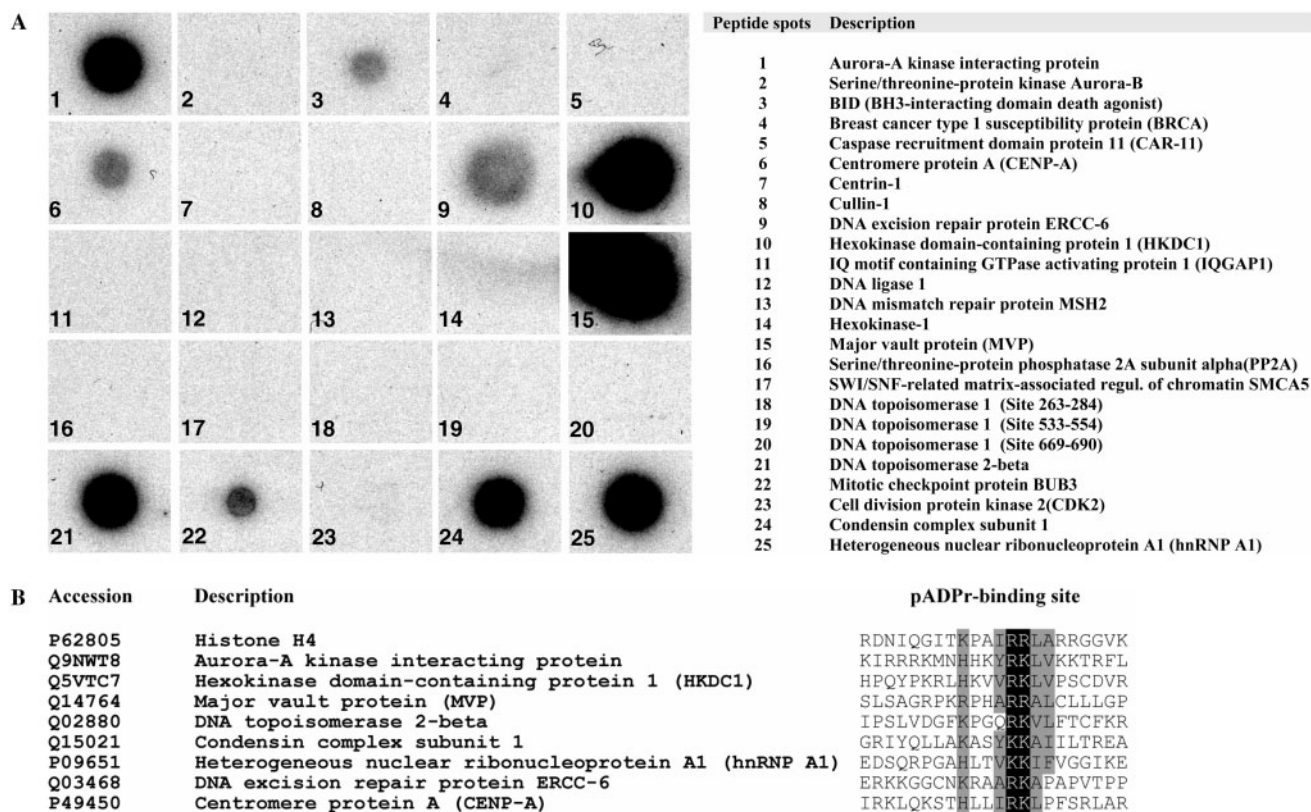 A
1 2 3 4 5
6 7 8 9 10
11 12 13 14 15
16 17 18 19 20
21 22 23 24 25
Peptide spots Description
1 Aurora-A kinase interacting protein
2 Serine/threonine-protein kinase Aurora-B
3 BID (BH3-interacting domain death agonist)
4 Breast cancer type 1 susceptibility protein (BRCA)
5 Caspase recruitment domain protein 11 (CAR-11)
6 Centromere protein A (CENP-A)
7 Centrin-1
8 Cullin-1
9 DNA excision repair protein ERCC-6
10 Hexokinase domain-containing protein 1 (HKDC1)
11 IQ motif containing GTPase activating protein 1 (IQGAP1)
12 DNA ligase 1
13 DNA mismatch repair protein MSH2
14 Hexokinase-1
15 Major vault protein (MVP)
16 Serine/threonine-protein phosphatase 2A subunit alpha(PP2A)
17 SWI/SNF-related matrix-associated regul. of chromatin SMCA5
18 DNA topoisomerase 1 (Site 263-284)
19 DNA topoisomerase 1 (Site 533-554)
20 DNA topoisomerase 1 (Site 669-690)
21 DNA topoisomerase 2-beta
22 Mitotic checkpoint protein BUB3
23 Cell division protein kinase 2(CDK2)
24 Condensin complex subunit 1
25 Heterogeneous nuclear ribonucleoprotein A1 (hnRNP A1)
B Accession Description pADPr-binding site
P62805 Histone H4 RDNIQGITKPAIRRLARRGGVK
Q9NWT8 Aurora-A kinase interacting protein KIRRRKMNHHKYRKLVKKTRFL
Q5VTC7 Hexokinase domain-containing protein 1 (HKDC1) HPQYPKRLHKVVRKLVPSCDVR
Q14764 Major vault protein (MVP) SLSAGRPKRPHARRALCLLLGP
Q02880 DNA topoisomerase 2-beta IPSLVDGFKPGQRKVLFTCFKR
Q15021 Condensin complex subunit 1 GRIYQLLAKASYKKAIILTREA
P09651 Heterogeneous nuclear ribonucleoprotein A1 (hnRNP A1) EDSQRPGAHLTVKKIFVGGIKE
Q03468 DNA excision repair protein ERCC-6 ERKKGGCNKRAARKAPAPVTPP
P49450 Centromere protein A (CENP-A) IRKLQKSTHLLIRKLPFSRLAR